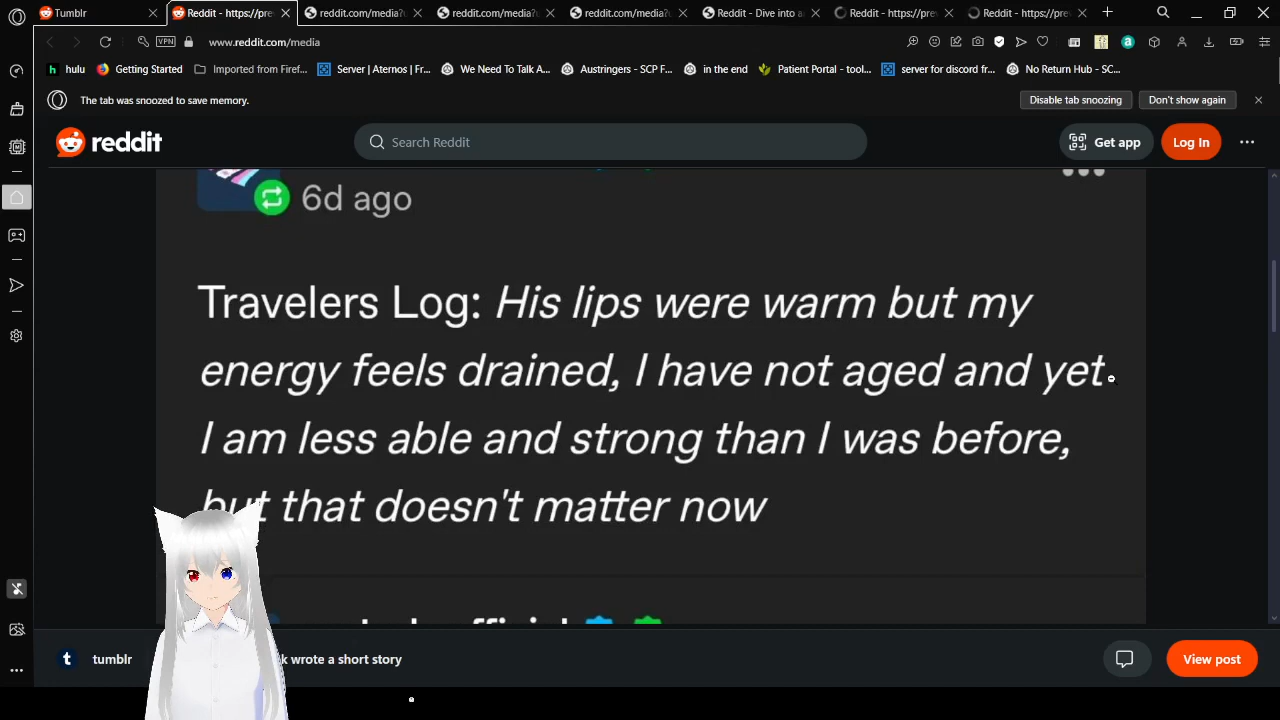 Tumblr
Reddit - https://pre
reddit.com/media?u
reddit.com/media?u
reddit.com/media?u
Reddit - Dive into a
Reddit - https://pre
Reddit - https://pre
VPN www.reddit.com/media
hulu Getting Started Imported from Firef... Server | Aternos | Fr... We Need To Talk A... Austringers - SCP F... in the end Patient Portal - tool... server for discord fr... No Return Hub - SC...
The tab was snoozed to save memory. Disable tab snoozing Don't show again
reddit Search Reddit Get app Log In
6d ago
Travelers Log: His lips were warm but my
energy feels drained, I have not aged and yet
I am less able and strong than I was before,
but that doesn't matter now
t tumblr k wrote a short story View post